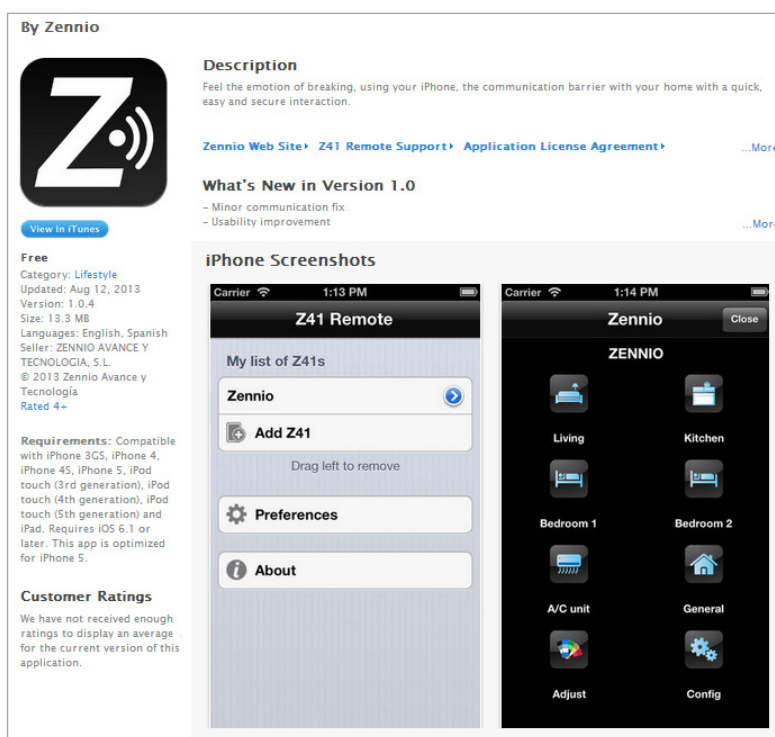 By Zennio
Description
Feel the emotion of breaking, using your iPhone, the communication barrier with your home with a quick,
easy and secure interaction.
Zennio Web Site Z41 Remote Support Application License Agreement
...More
What's New in Version 1.0
– Minor communication fix
– Usability improvement
...More
View In iTunes
Free
Category: Lifestyle
Updated: Aug 12, 2013
Version: 1.0.4
Size: 13.3 MB
Languages: English, Spanish
Seller: ZENNIO AVANCE Y
TECNOLOGIA, S.L.
© 2013 Zennio Avance y
Tecnología
Rated 4+
Requirements: Compatible
with iPhone 3GS, iPhone 4,
iPhone 4S, iPhone 5, iPod
touch (3rd generation), iPod
touch (4th generation), iPod
touch (5th generation) and
iPad. Requires iOS 6.1 or
later. This app is optimized
for iPhone 5.
Customer Ratings
We have not received enough
ratings to display an average
for the current version of this
application.
iPhone Screenshots
Carrier 1:13 PM
Z41 Remote
My list of Z41s
Zennio
Add Z41
Drag left to remove
Preferences
About
Carrier 1:14 PM
Zennio Close
ZENNIO
Living Kitchen
Bedroom 1 Bedroom 2
A/C unit General
Adjust Config